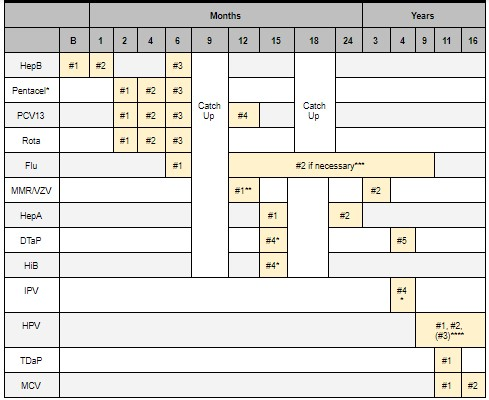 Months Years
B 1 2 4 6 9 12 15 18 24 3 4 9 11 16
HepB #1 #2 #3
Pentacel* #1 #2 #3
PCV13 #1 #2 #3 Catch Up #4 Catch Up
Rota #1 #2 #3
Flu #1 #2 if necessary***
MMR/VZV #1** #2
HepA #1 #2
DTaP #4* #5
HiB #4*
IPV #4
*
HPV #1, #2,
(#3)****
TDaP #1
MCV #1 #2